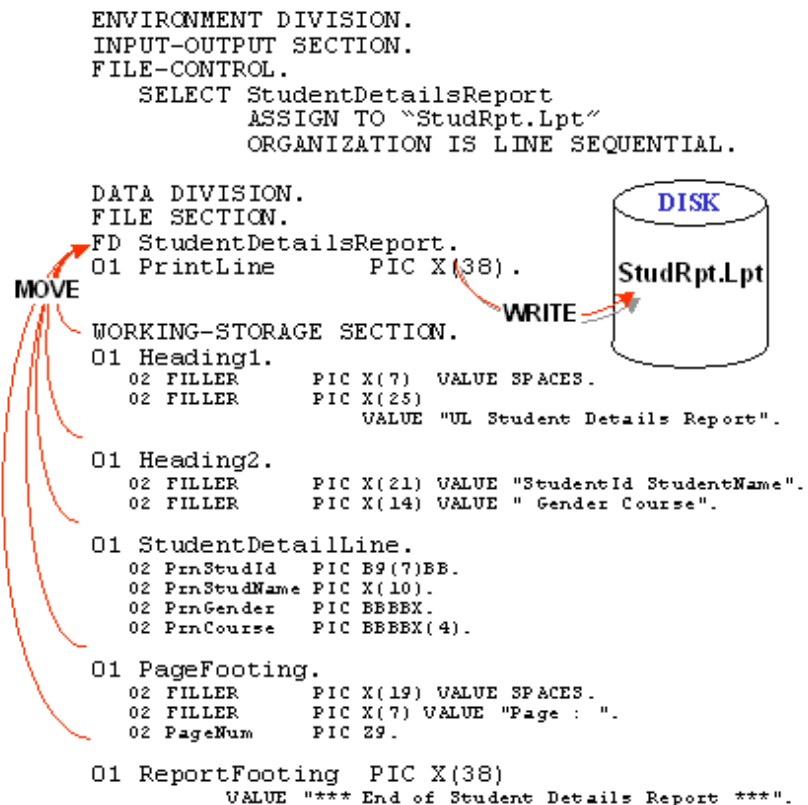 ENVIRONMENT DIVISION.
INPUT-OUTPUT SECTION.
FILE-CONTROL.
SELECT StudentDetailsReport
ASSIGN TO "StudRpt.Lpt"
ORGANIZATION IS LINE SEQUENTIAL.
DATA DIVISION.
FILE SECTION.
FD StudentDetailsReport.
01 PrintLine PIC X(38).
DISK
StudRpt.Lpt
MOVE
WRITE
WORKING-STORAGE SECTION.
01 Heading1.
02 FILLER PIC X(7) VALUE SPACES.
02 FILLER PIC X(25)
VALUE "UL Student Details Report".
01 Heading2.
02 FILLER PIC X(21) VALUE "StudentId StudentName".
02 FILLER PIC X(14) VALUE " Gender Course".
01 StudentDetailLine.
02 PrnStudId PIC B9(7)BB.
02 PrnStudName PIC X(10).
02 PrnGender PIC BBBBX.
02 PrnCourse PIC BBBBX(4).
01 PageFooting.
02 FILLER PIC X(19) VALUE SPACES.
02 FILLER PIC X(7) VALUE "Page : ".
02 PageNum PIC Z9.
01 ReportFooting PIC X(38)
VALUE "*** End of Student Details Report ***".